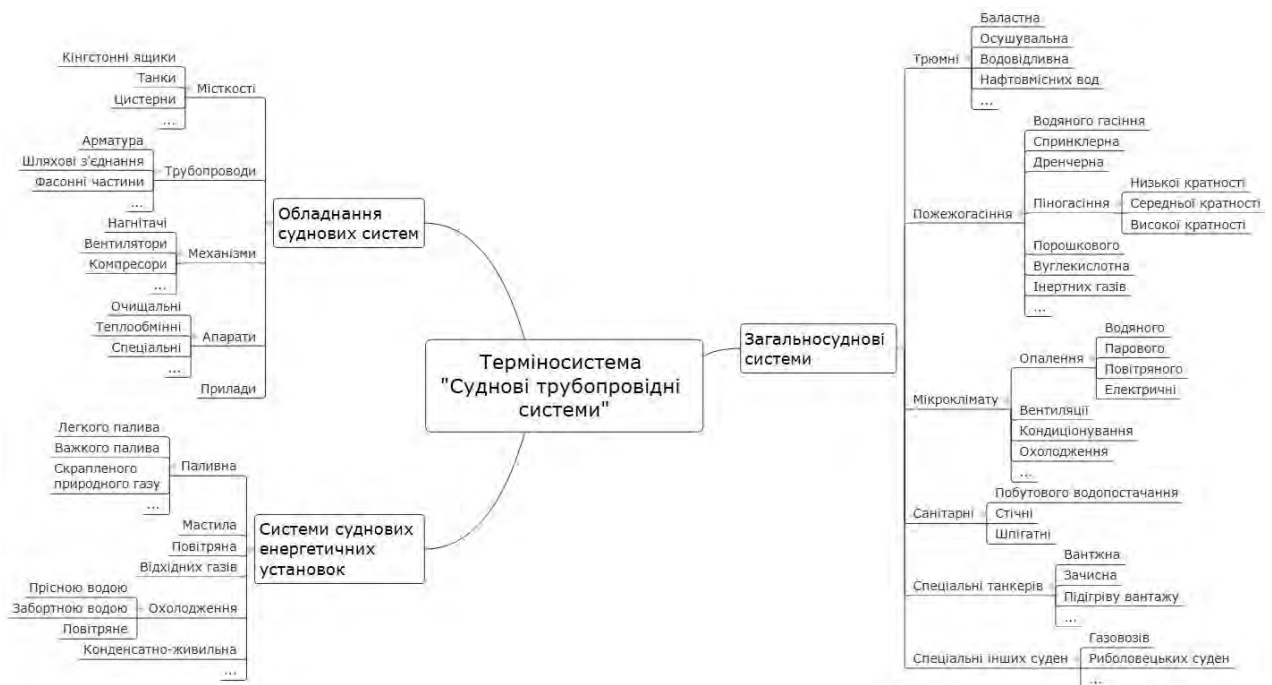 Кінгстонні ящики
Танки
Цистерни
...
Місткості
Арматура
Шляхові з'єднання
Фасонні частини
...
Трубопроводи
Нагнітачі
Вентилятори
Компресори
...
Механізми
Очищальні
Теплообмінні
Спеціальні
...
Апарати
Прилади
Обладнання
суднових систем
Легкого палива
Важкого палива
Скрапленого
природного газу
...
Паливна
Мастила
Повітряна
Відхідних газів
Прісною водою
Забортною водою
Повітряне
Охолодження
Конденсатно-живильна
...
Системи суднових
енергетичних
установок
Терміносистема
"Суднові трубопровідні
системи"
Загальносуднові
системи
Трюмні
Баластна
Осушувальна
Водовідливна
Нафтовмісних вод
...
Пожежогасіння
Водяного гасіння
Спринклерна
Дренчерна
Піногасіння
Низької кратності
Середньої кратності
Високої кратності
Порошкового
Вуглекислотна
Інертних газів
...
Мікроклімату
Опалення
Водяного
Парового
Повітряного
Електричні
Вентиляції
Кондиціонування
Охолодження
...
Санітарні
Побутового водопостачання
Стічні
Шпігатні
Спеціальні танкерів
Вантжна
Зачисна
Підігріву вантажу
...
Спеціальні інших суден
Газовозів
Риболовецьких суден
...